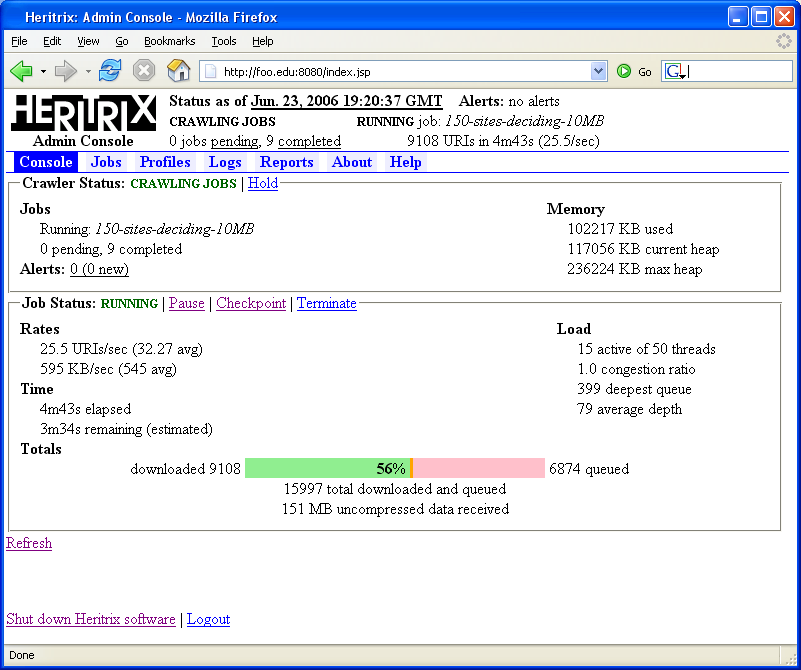 Heritrix: Admin Console - Mozilla Firefox
File Edit View Go Bookmarks Tools Help
http://foo.edu:8080/index.jsp Go G
HERITRIX Status as of Jun. 23, 2006 19:20:37 GMT Alerts: no alerts
CRAWLING JOBS RUNNING job: 150-sites-deciding-10MB
Admin Console 0 jobs pending, 9 completed 9108 URIs in 4m43s (25.5/sec)
Console Jobs Profiles Logs Reports About Help
Crawler Status: CRAWLING JOBS | Hold
Jobs Memory
Running: 150-sites-deciding-10MB 102217 KB used
0 pending, 9 completed 117056 KB current heap
Alerts: 0 (0 new) 236224 KB max heap
Job Status: RUNNING | Pause | Checkpoint | Terminate
Rates Load
25.5 URIs/sec (32.27 avg) 15 active of 50 threads
595 KB/sec (545 avg) 1.0 congestion ratio
Time 399 deepest queue
4m43s elapsed 79 average depth
3m34s remaining (estimated)
Totals
downloaded 9108 56% 6874 queued
15997 total downloaded and queued
151 MB uncompressed data received
Refresh
Shut down Heritrix software | Logout
Done